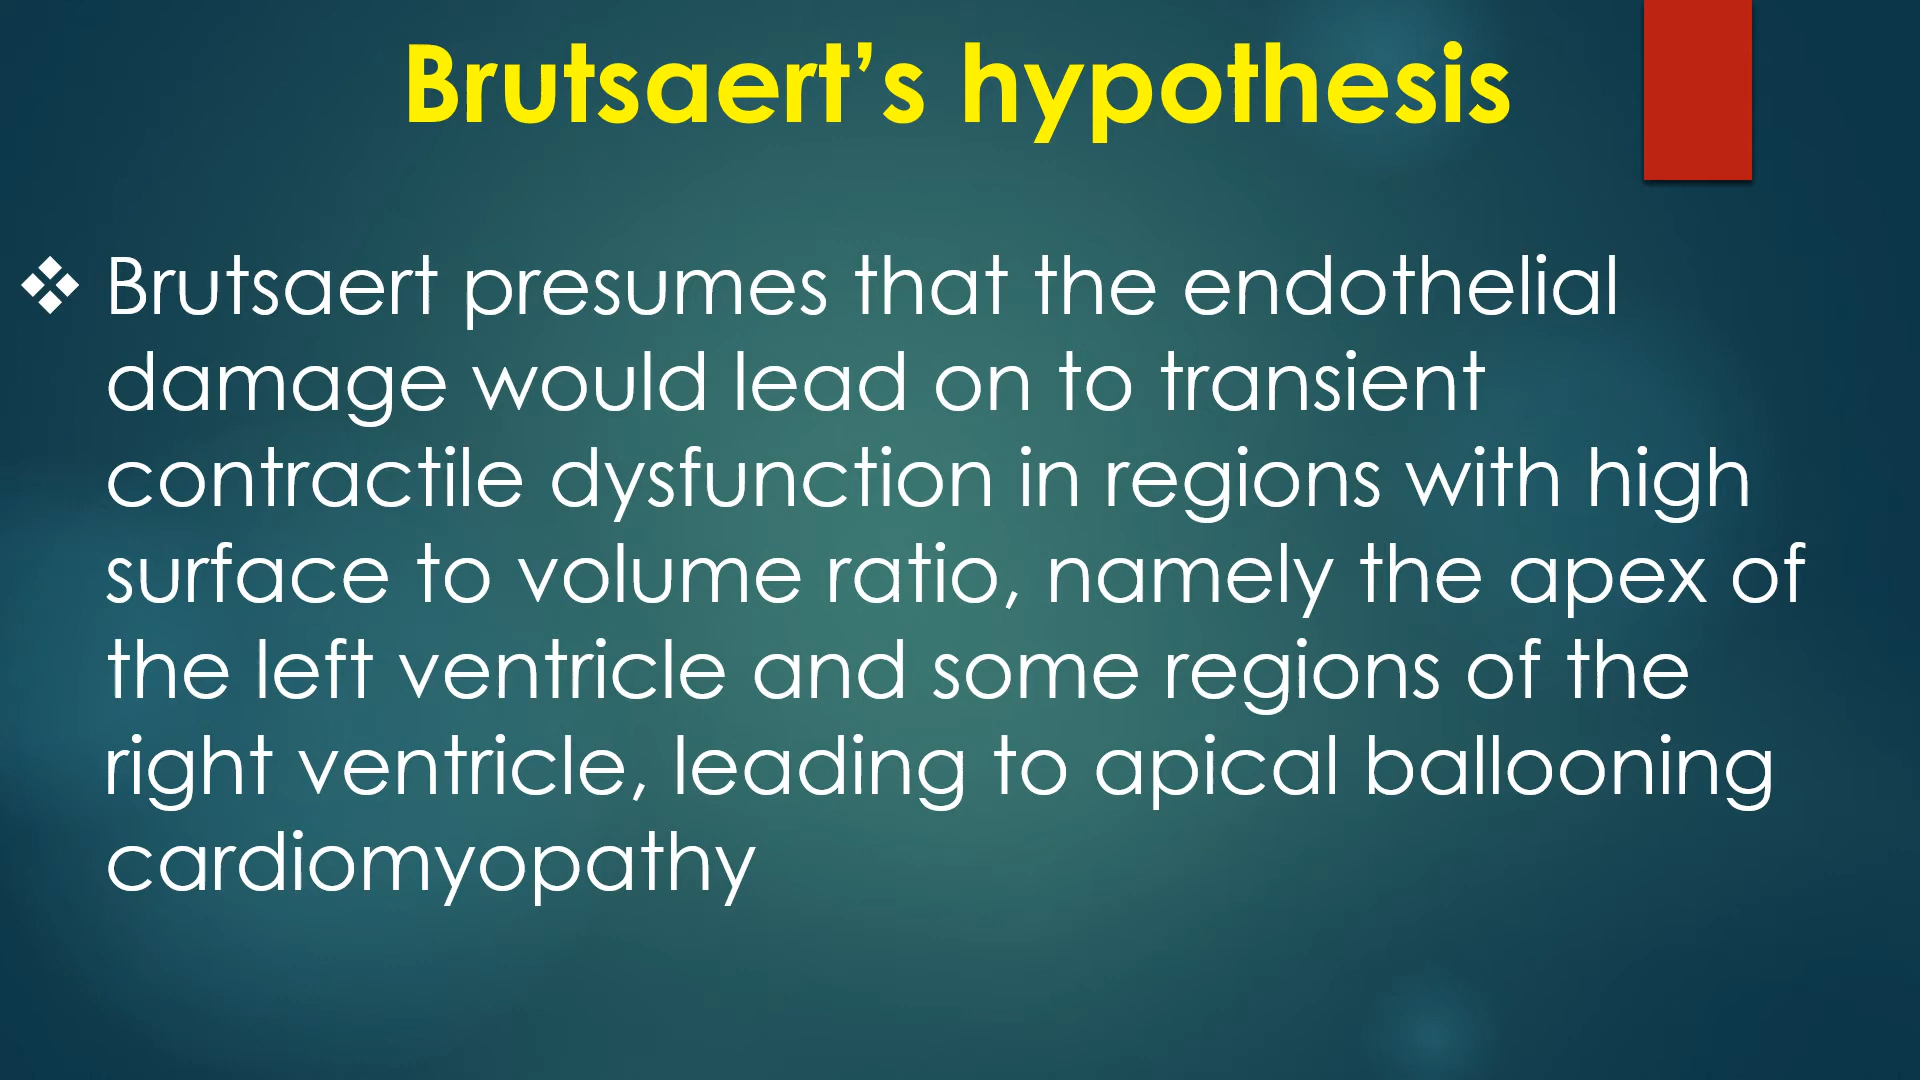 Brutsaert’s hypothesis
❖ Brutsaert presumes that the endothelial
damage would lead on to transient
contractile dysfunction in regions with high
surface to volume ratio, namely the apex of
the left ventricle and some regions of the
right ventricle, leading to apical ballooning
cardiomyopathy